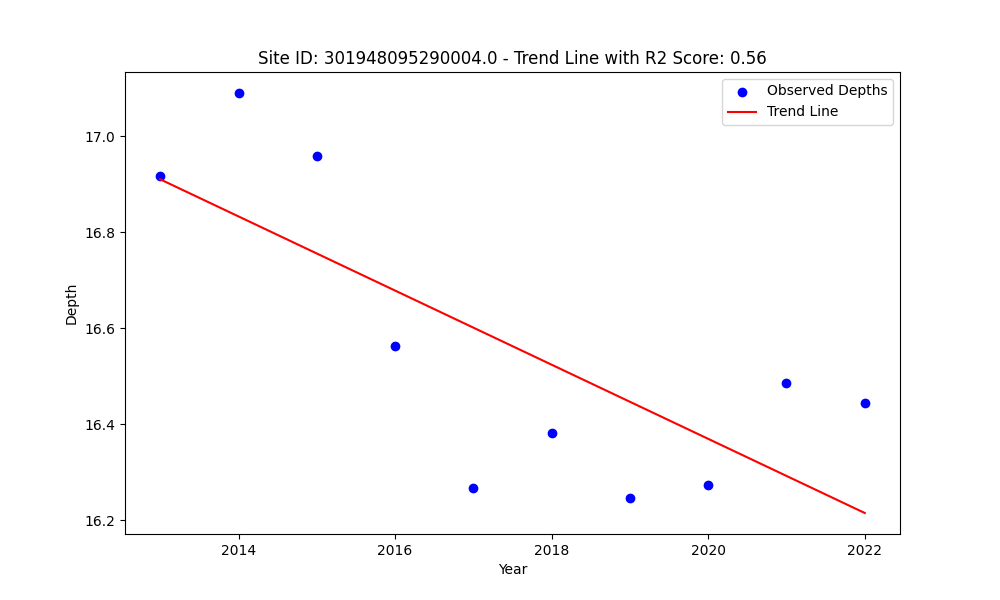 Site ID: 301948095290004.0 - Trend Line with R2 Score: 0.56
Observed Depths
Trend Line
17.0
16.8
16.6
16.4
16.2
Depth
2014
2016
2018
2020
2022
Year